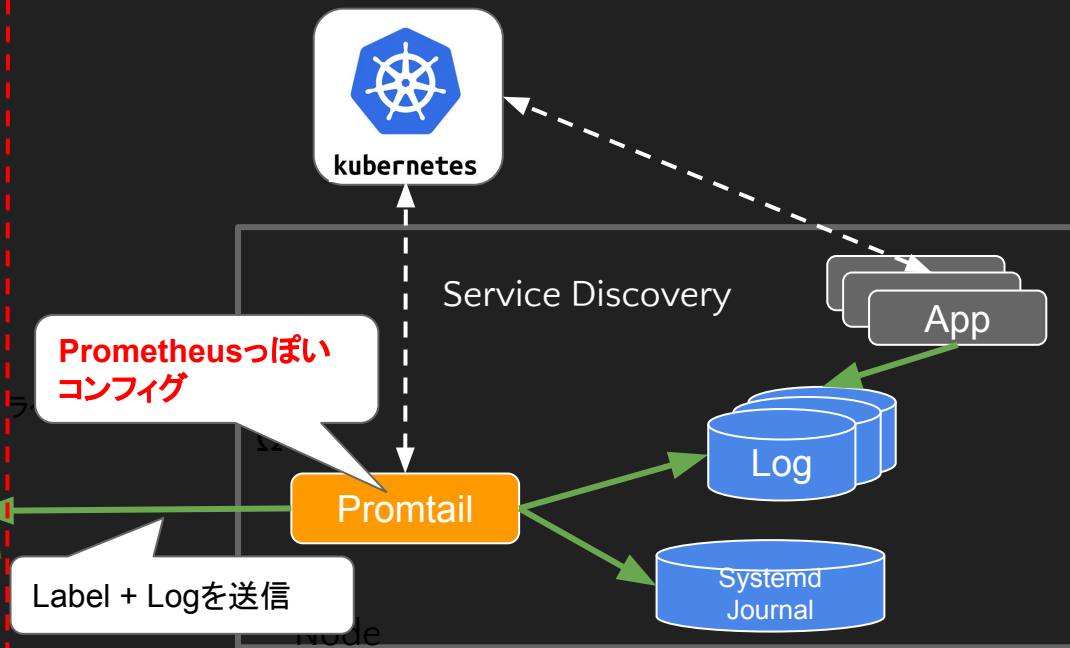 kubernetes
Service Discovery
App
Prometheusっぽい
コンフィグ
Log
Promtail
Systemd
Journal
Label + Logを送信
Node